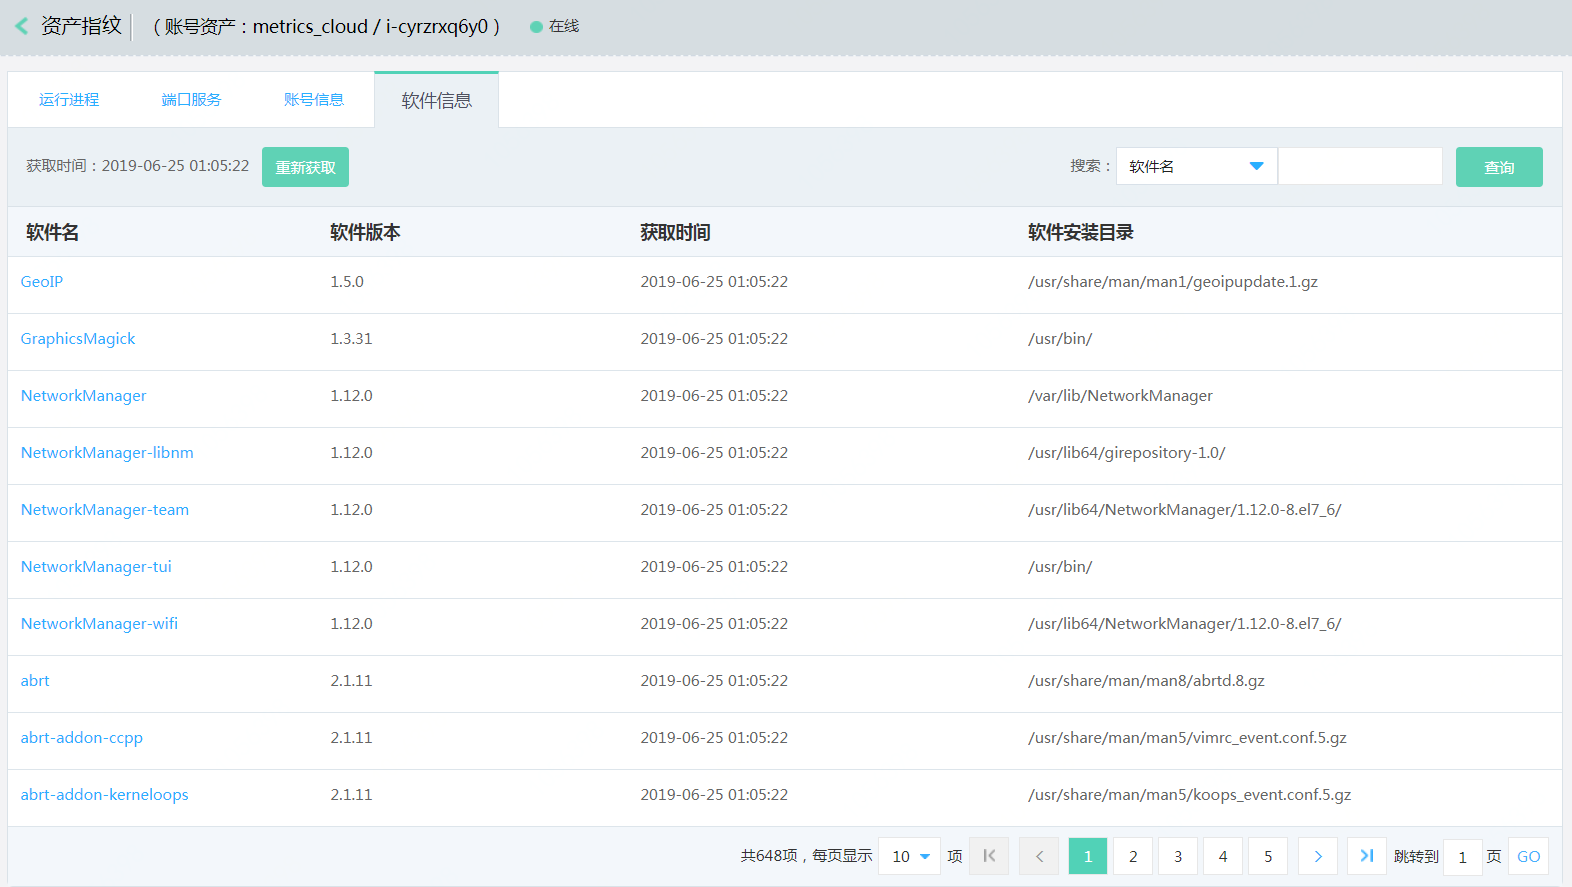 资产指纹 （ 账号资产：metrics_cloud / i-cyrzrxq6y0 ） 在线
运行进程 端口服务 账号信息 软件信息
获取时间：2019-06-25 01:05:22 重新获取 搜索： 软件名 查询
软件名 软件版本 获取时间 软件安装目录
GeoIP 1.5.0 2019-06-25 01:05:22 /usr/share/man/man1/geoipupdate.1.gz
GraphicsMagick 1.3.31 2019-06-25 01:05:22 /usr/bin/
NetworkManager 1.12.0 2019-06-25 01:05:22 /var/lib/NetworkManager
NetworkManager-libnm 1.12.0 2019-06-25 01:05:22 /usr/lib64/girepository-1.0/
NetworkManager-team 1.12.0 2019-06-25 01:05:22 /usr/lib64/NetworkManager/1.12.0-8.el7_6/
NetworkManager-tui 1.12.0 2019-06-25 01:05:22 /usr/bin/
NetworkManager-wifi 1.12.0 2019-06-25 01:05:22 /usr/lib64/NetworkManager/1.12.0-8.el7_6/
abrt 2.1.11 2019-06-25 01:05:22 /usr/share/man/man8/abrtd.8.gz
abrt-addon-ccpp 2.1.11 2019-06-25 01:05:22 /usr/share/man/man5/vimrc_event.conf.5.gz
abrt-addon-kerneloops 2.1.11 2019-06-25 01:05:22 /usr/share/man/man5/koops_event.conf.5.gz
共648项，每页显示 10 项 1 2 3 4 5 跳转到 1 页 GO